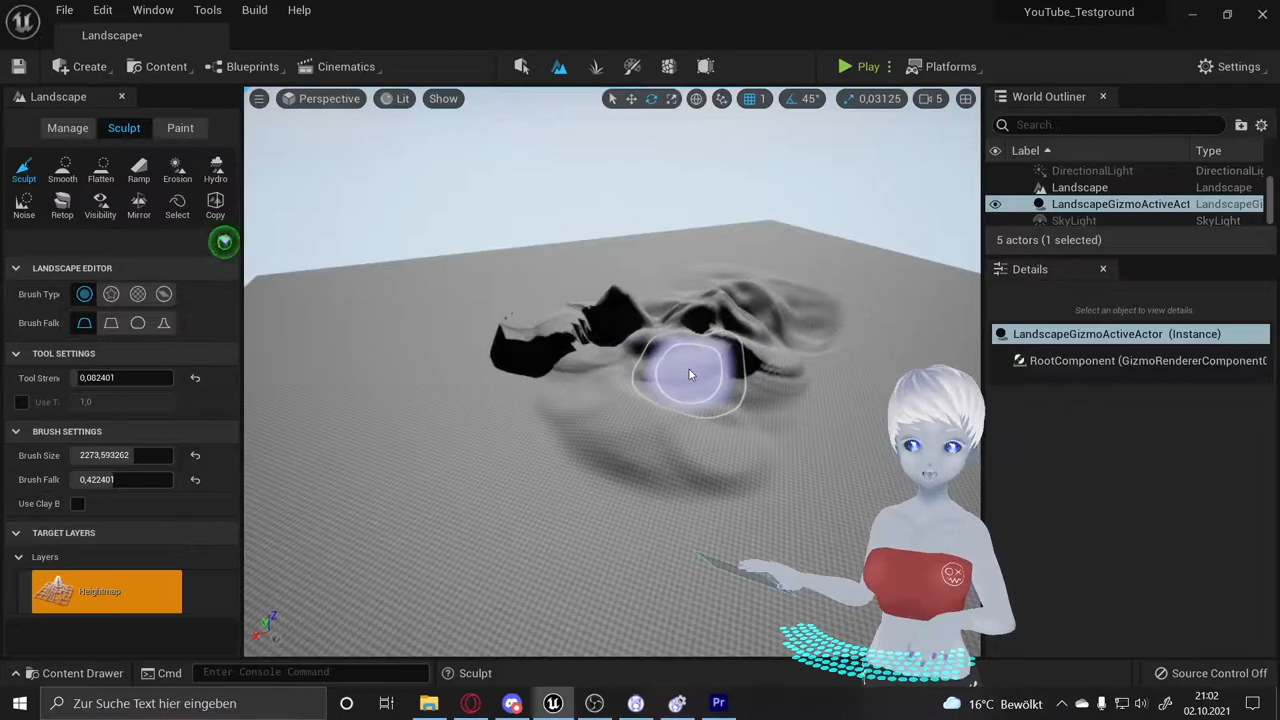 File Edit Window Tools Build Help
YouTube_Testground
Landscape*
Create Content Blueprints Cinematics Play Platforms Settings
Landscape
Perspective Lit Show 1 45° 0,03125 5
World Outliner
Manage Sculpt Paint
Search...
Label Type
Sculpt Smooth Flatten Ramp Erosion Hydro
DirectionalLight DirectionalLi
Landscape Landscape
Noise Retop Visibility Mirror Select Copy
LandscapeGizmoActiveAct LandscapeGi
SkyLight SkyLight
5 actors (1 selected)
LANDSCAPE EDITOR
Details
Brush Typ
Brush Falk
Select an object to view details.
LandscapeGizmoActiveActor (Instance)
TOOL SETTINGS
RootComponent (GizmoRendererComponent0
Tool Stren 0,082401
Use T 1,0
BRUSH SETTINGS
Brush Size 2273,593262
Brush Falk 0,422401
Use Clay B
TARGET LAYERS
Layers
Heightmap
Z
Content Drawer Cmd Enter Console Command Sculpt Source Control Off
Zur Suche Text hier eingeben
16°C Bewölkt
21:02
02.10.2021